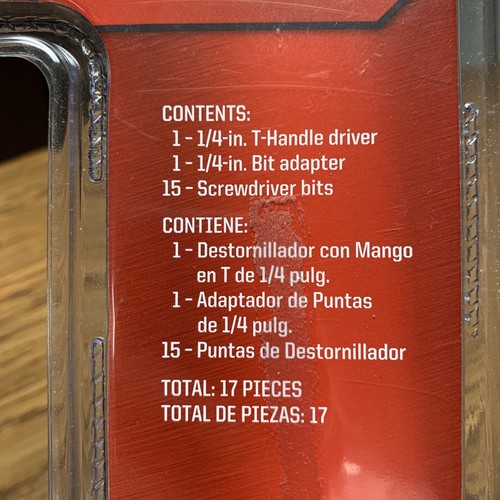 CONTENTS:
1 - 1/4-in. T-Handle driver
1 - 1/4-in. Bit adapter
15 - Screwdriver bits
CONTIENE:
1 - Destornillador con Mango
en T de 1/4 pulg.
1 - Adaptador de Puntas
de 1/4 pulg.
15 - Puntas de Destornillador
TOTAL: 17 PIECES
TOTAL DE PIEZAS: 17